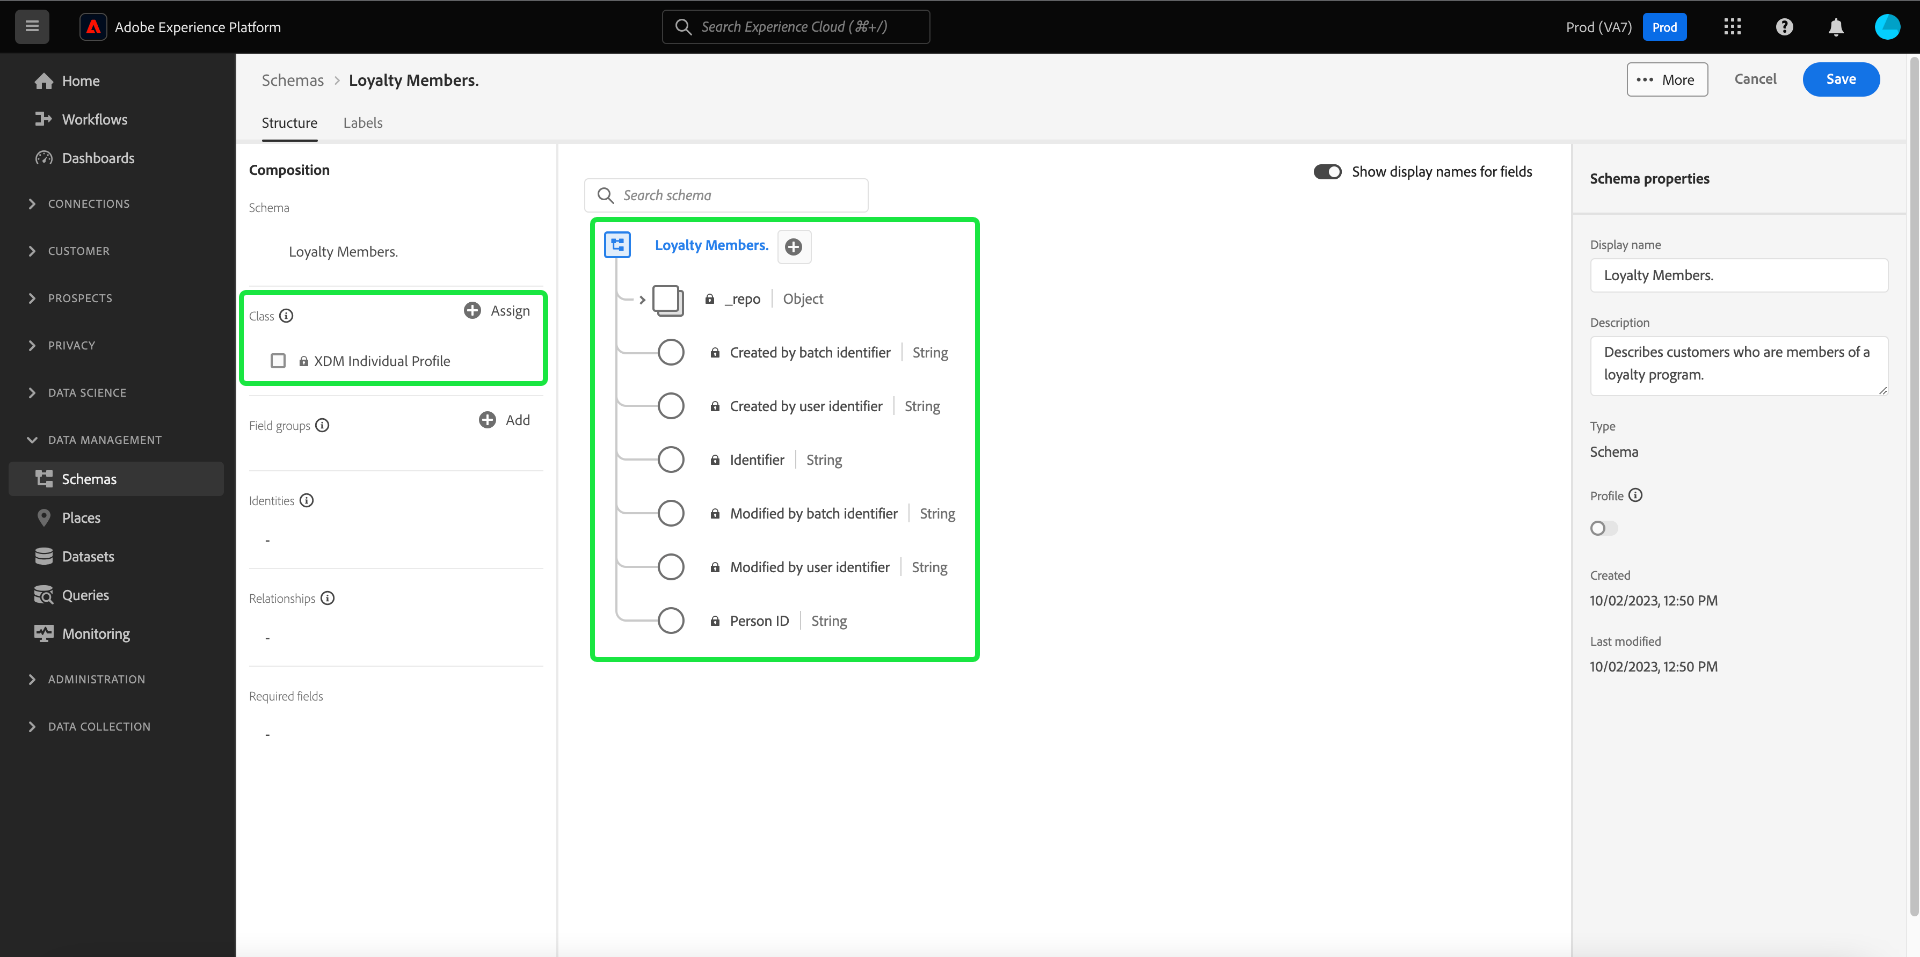 Adobe Experience Platform
Search Experience Cloud (⌘+/)
Prod (VA7)
Prod
Home
Workflows
Dashboards
CONNECTIONS
CUSTOMER
PROSPECTS
PRIVACY
DATA SCIENCE
DATA MANAGEMENT
Schemas
Places
Datasets
Queries
Monitoring
ADMINISTRATION
DATA COLLECTION
Schemas > Loyalty Members.
More
Cancel
Save
Structure
Labels
Composition
Schema
Loyalty Members.
Class
Assign
XDM Individual Profile
Field groups
Add
Identities
-
Relationships
-
Required fields
-
Show display names for fields
Search schema
Loyalty Members.
_repo | Object
Created by batch identifier | String
Created by user identifier | String
Identifier | String
Modified by batch identifier | String
Modified by user identifier | String
Person ID | String
Schema properties
Display name
Loyalty Members.
Description
Describes customers who are members of a
loyalty program.
Type
Schema
Profile
Created
10/02/2023, 12:50 PM
Last modified
10/02/2023, 12:50 PM